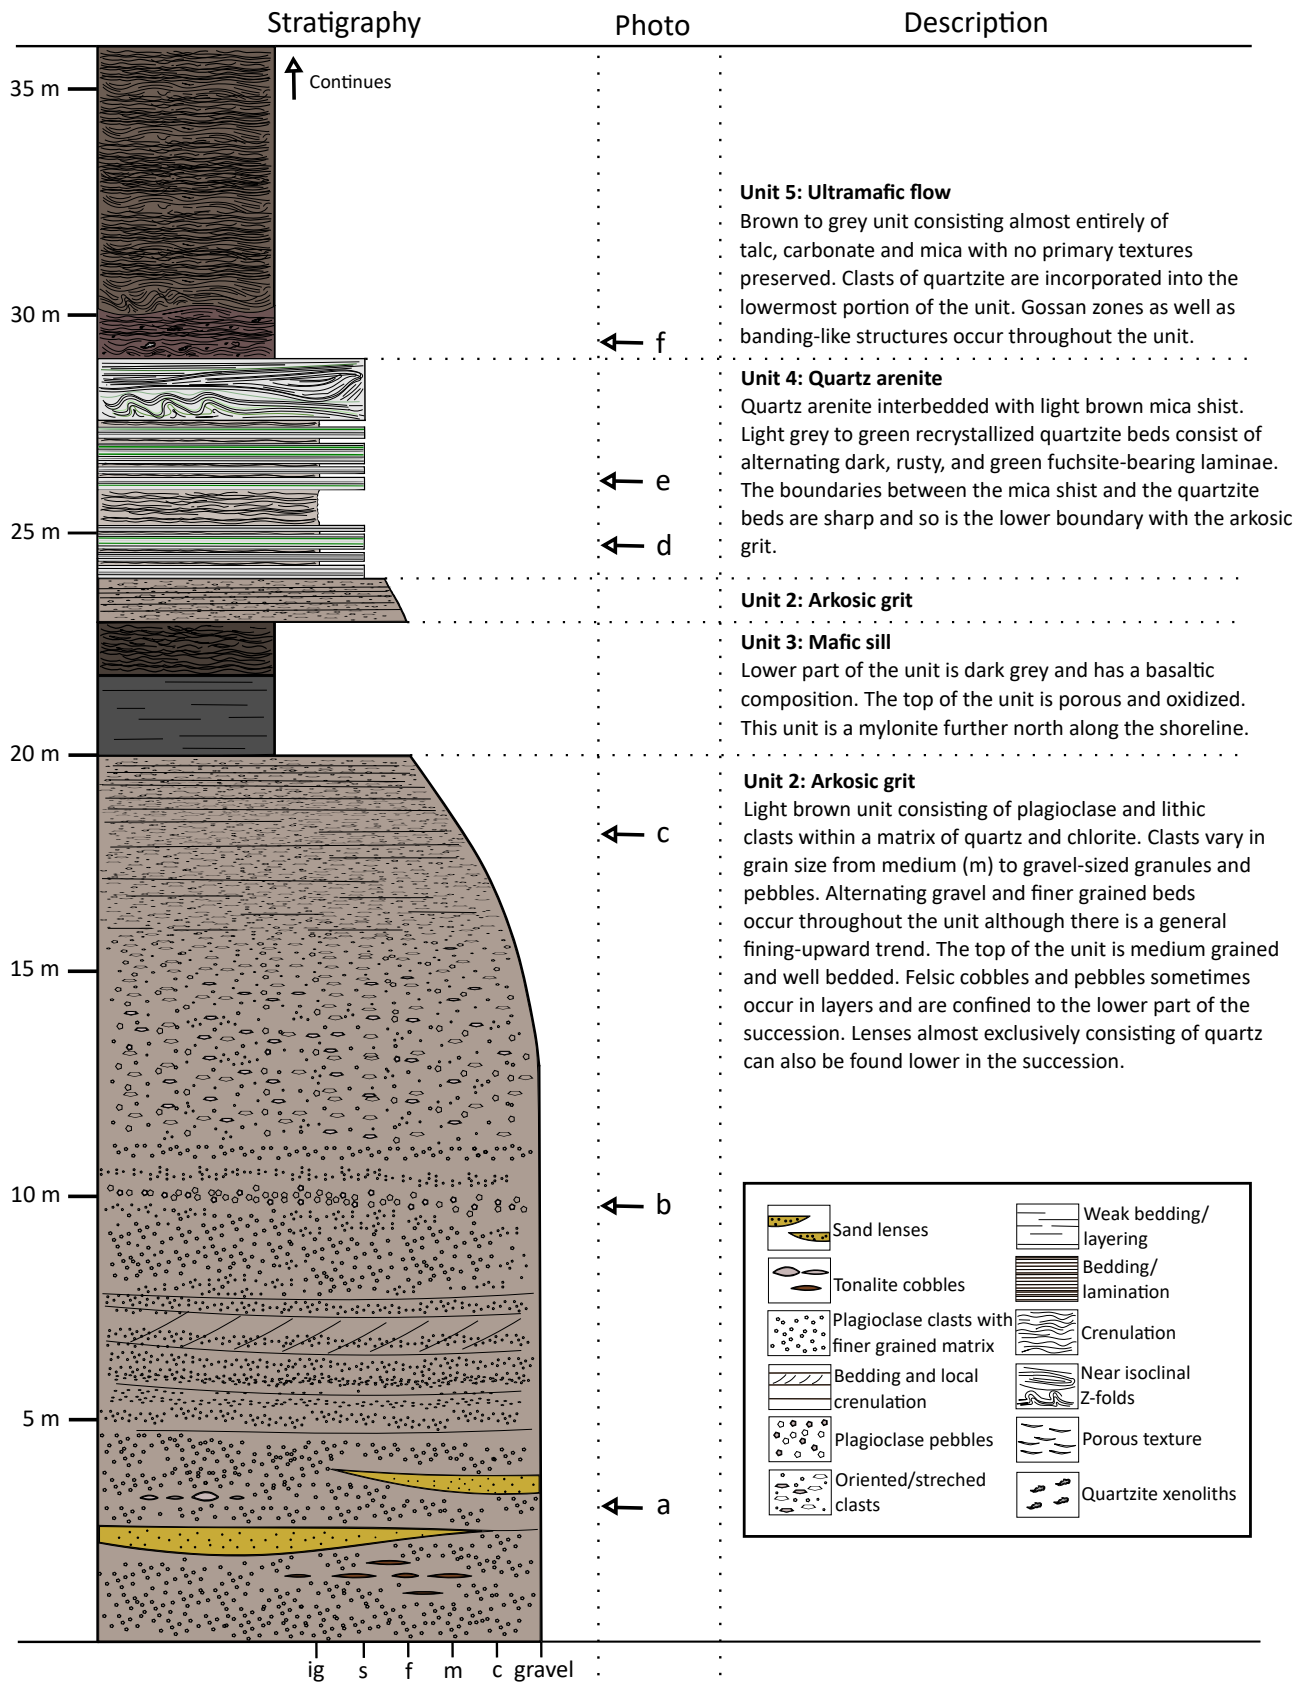 Stratigraphy
Photo
Description
Continues
35 m
30 m
25 m
20 m
15 m
10 m
5 m
f
e
d
c
b
a
Unit 5: Ultramafic flow
Brown to grey unit consisting almost entirely of
talc, carbonate and mica with no primary textures
preserved. Clasts of quartzite are incorporated into the
lowermost portion of the unit. Gossan zones as well as
banding-like structures occur throughout the unit.
Unit 4: Quartz arenite
Quartz arenite interbedded with light brown mica shist.
Light grey to green recrystallized quartzite beds consist of
alternating dark, rusty, and green fuchsite-bearing laminae.
The boundaries between the mica shist and the quartzite
beds are sharp and so is the lower boundary with the arkosic
grit.
Unit 2: Arkosic grit
Unit 3: Mafic sill
Lower part of the unit is dark grey and has a basaltic
composition. The top of the unit is porous and oxidized.
This unit is a mylonite further north along the shoreline.
Unit 2: Arkosic grit
Light brown unit consisting of plagioclase and lithic
clasts within a matrix of quartz and chlorite. Clasts vary in
grain size from medium (m) to gravel-sized granules and
pebbles. Alternating gravel and finer grained beds
occur throughout the unit although there is a general
fining-upward trend. The top of the unit is medium grained
and well bedded. Felsic cobbles and pebbles sometimes
occur in layers and are confined to the lower part of the
succession. Lenses almost exclusively consisting of quartz
can also be found lower in the succession.
Sand lenses
Tonalite cobbles
Plagioclase clasts with
finer grained matrix
Bedding and local
crenulation
Plagioclase pebbles
Oriented/streched
clasts
Weak bedding/
layering
Bedding/
lamination
Crenulation
Near isoclinal
Z-folds
Porous texture
Quartzite xenoliths
ig s f m c gravel